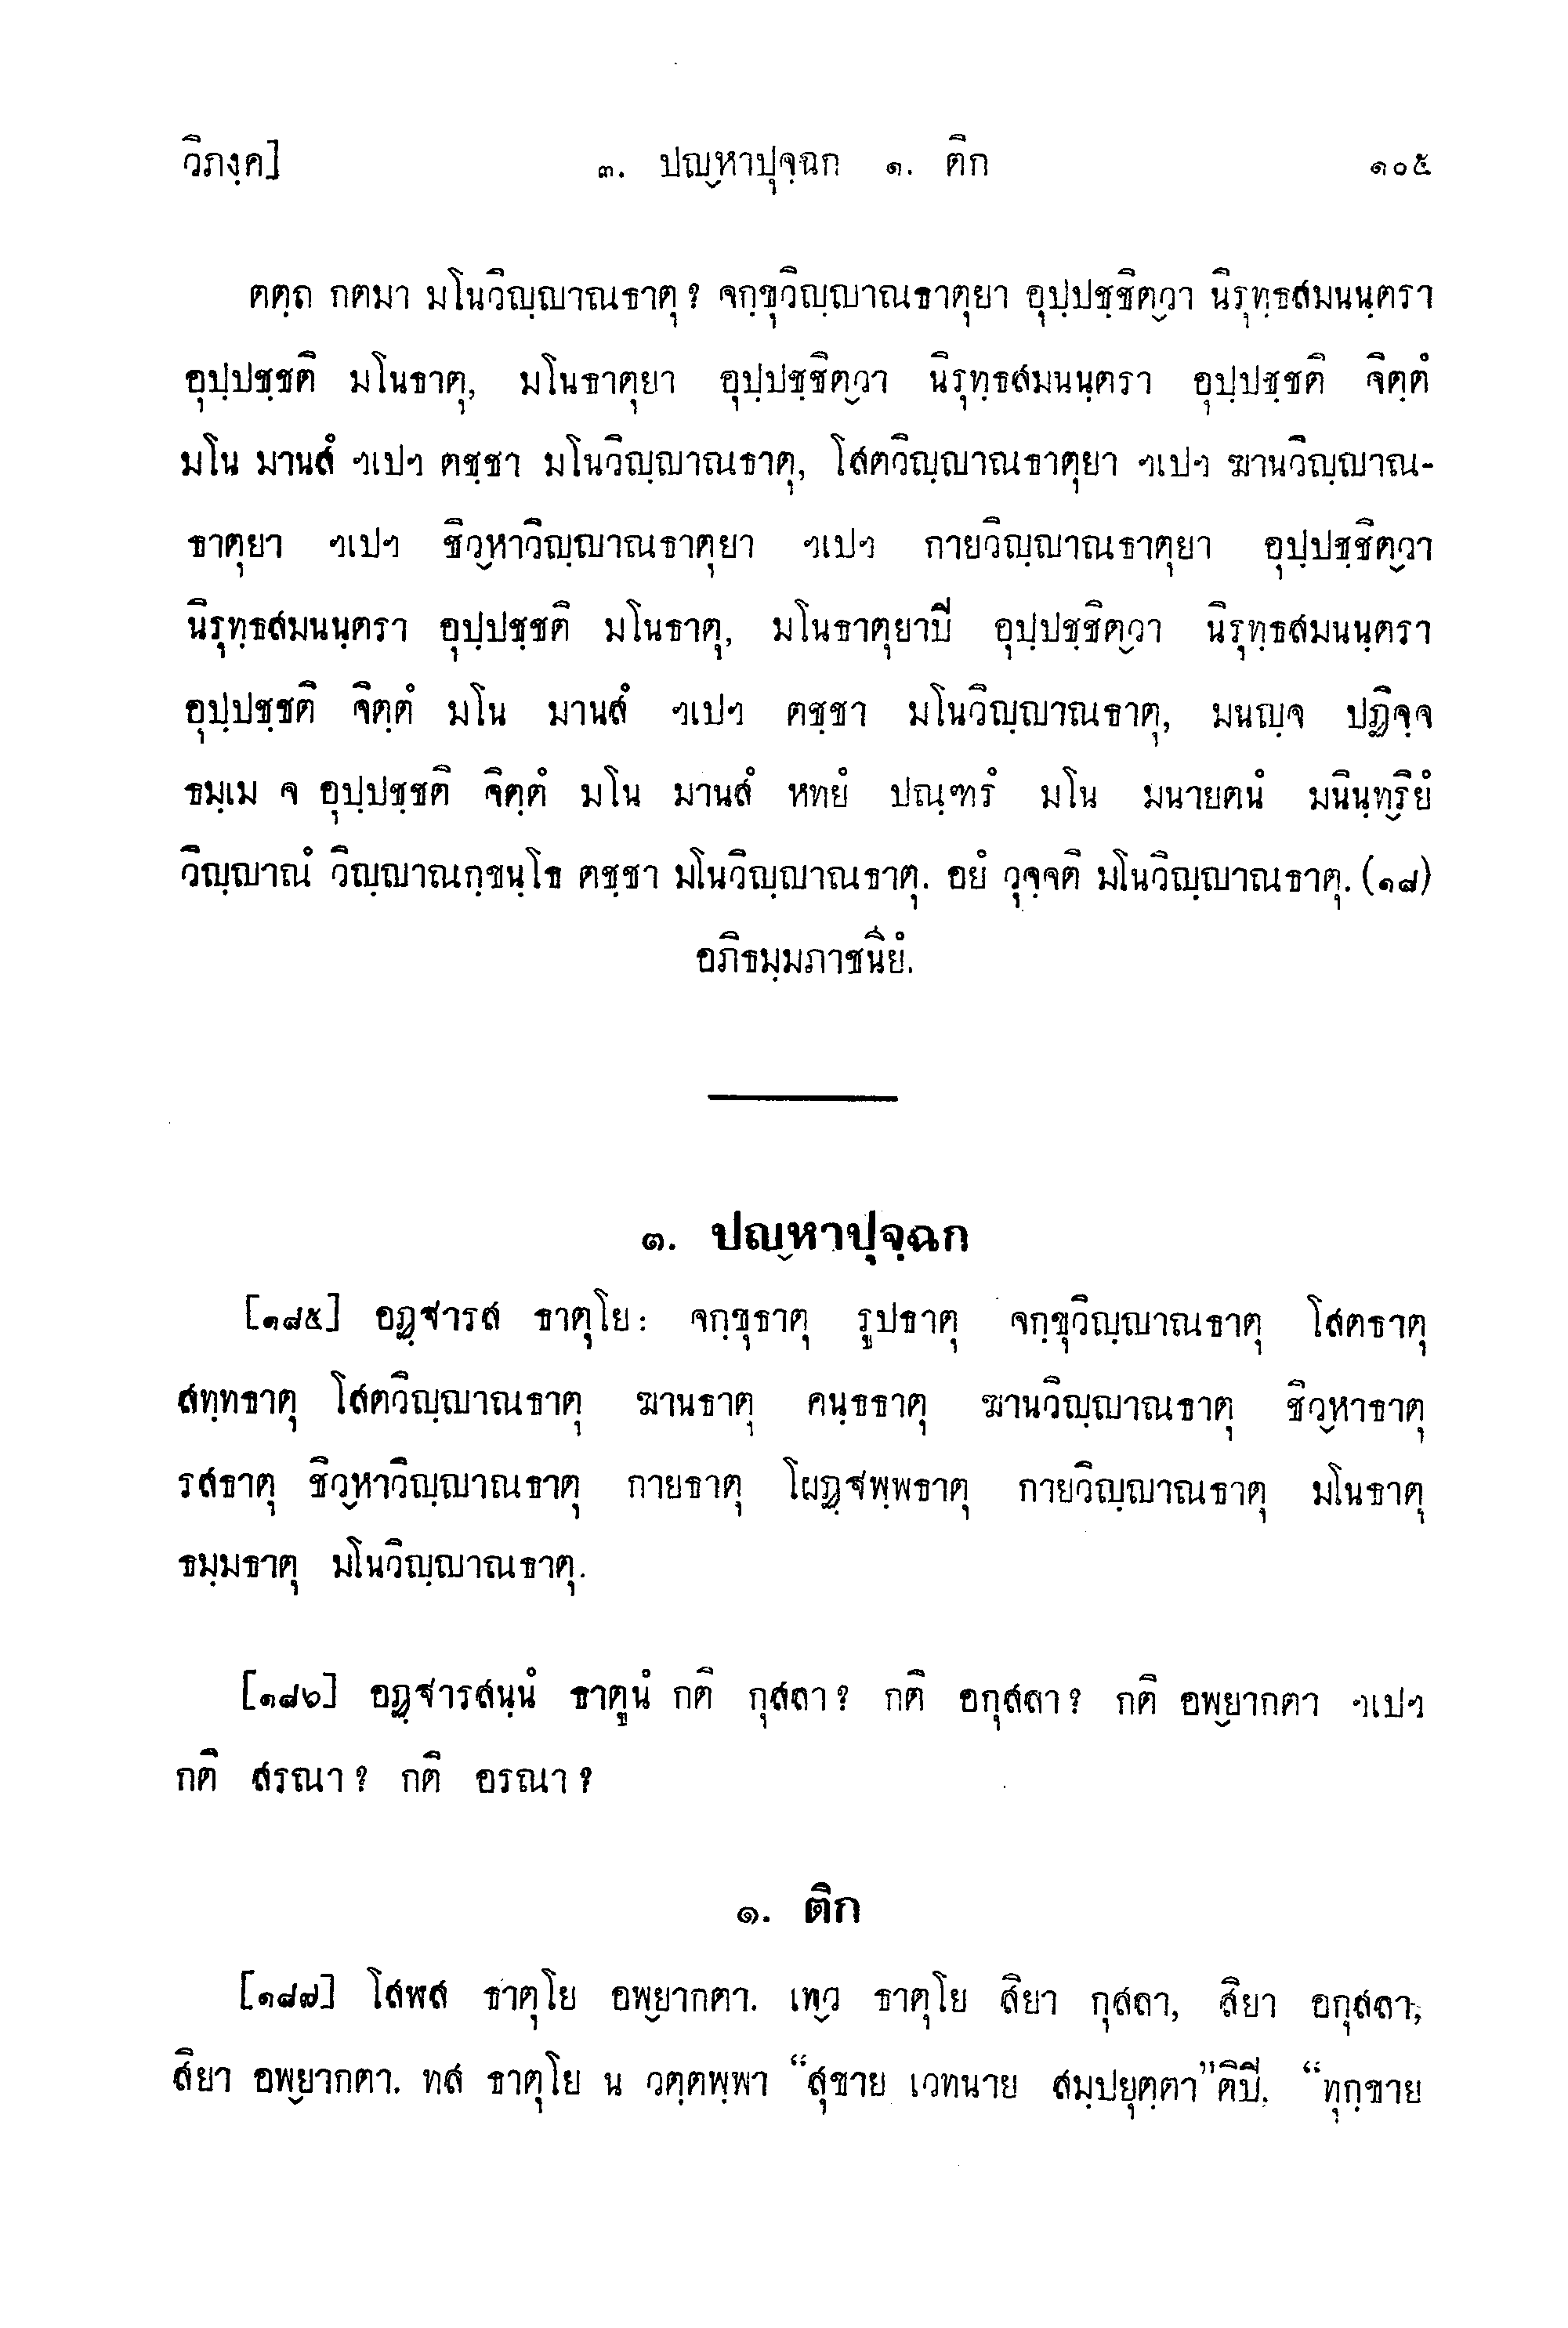 วิภงฺค]	๓. ปญฺหาปุจฺฉก ๑. ติก	๑๐๕
ตตฺถ กตมา มโนวิญฺญาณธาตุ? จกฺขุวิญฺญาณธาตุยา อุปฺปชฺชิตฺวา นิรุทฺธสมนนฺตรา
อุปฺปชฺชติ มโนธาตุ, มโนธาตุยา อุปฺปชฺชิตฺวา นิรุทฺธสมนนฺตรา อุปฺปชฺชติ จิตฺตํ
มโน มานสํ ฯเปฯ ตชฺชา มโนวิญฺญาณธาตุ, โสตวิญฺญาณธาตุยา ฯเปฯ ฆานวิญฺญาณ-
ธาตุยา ฯเปฯ ชิวฺหาวิญฺญาณธาตุยา ฯเปฯ กายวิญฺญาณธาตุยา อุปฺปชฺชิตฺวา
นิรุทฺธสมนนฺตรา อุปฺปชฺชติ มโนธาตุ, มโนธาตุยาปิ อุปฺปชฺชิตฺวา นิรุทฺธสมนนฺตรา
อุปฺปชฺชติ จิตฺตํ มโน มานสํ ฯเปฯ ตชฺชา มโนวิญฺญาณธาตุ, มนญฺจ ปฏิจฺจ
ธมฺเม จ อุปฺปชฺชติ จิตฺตํ มโน มานสํ หทยํ ปณฺฑรํ มโน มนายตนํ มนินฺทฺริยํ
วิญฺญาณํ วิญฺญาณกฺขนฺโธ ตชฺชา มโนวิญฺญาณธาตุ. อยํ วุจฺจติ มโนวิญฺญาณธาตุ. (๑๘)
อภิธมฺมภาชนิยํ.
๓. ปญฺหาปุจฺฉก
[๑๘๕] อฏฺฐารส ธาตุโย: จกฺขุธาตุ รูปธาตุ จกฺขุวิญฺญาณธาตุ โสตธาตุ
สทฺทธาตุ โสตวิญฺญาณธาตุ ฆานธาตุ คนฺธธาตุ ฆานวิญฺญาณธาตุ ชิวฺหาธาตุ
รสธาตุ ชิวฺหาวิญฺญาณธาตุ กายธาตุ โผฏฺฐพฺพธาตุ กายวิญฺญาณธาตุ มโนธาตุ
ธมฺมธาตุ มโนวิญฺญาณธาตุ.
[๑๘๖] อฏฺฐารสนฺนํ ธาตูนํ กติ กุสลา? กติ อกุสลา? กติ อพฺยากตา ฯเปฯ
กติ สรณา? กติ อรณา?
๑. ติก
[๑๘๗] โสฬส ธาตุโย อพฺยากตา. เทฺว ธาตุโย สิยา กุสลา, สิยา อกุสลา,
สิยา อพฺยากตา. ทส ธาตุโย น วตฺตพฺพา “สุขาย เวทนาย สมฺปยุตฺตา”ติปิ. “ทุกฺขาย